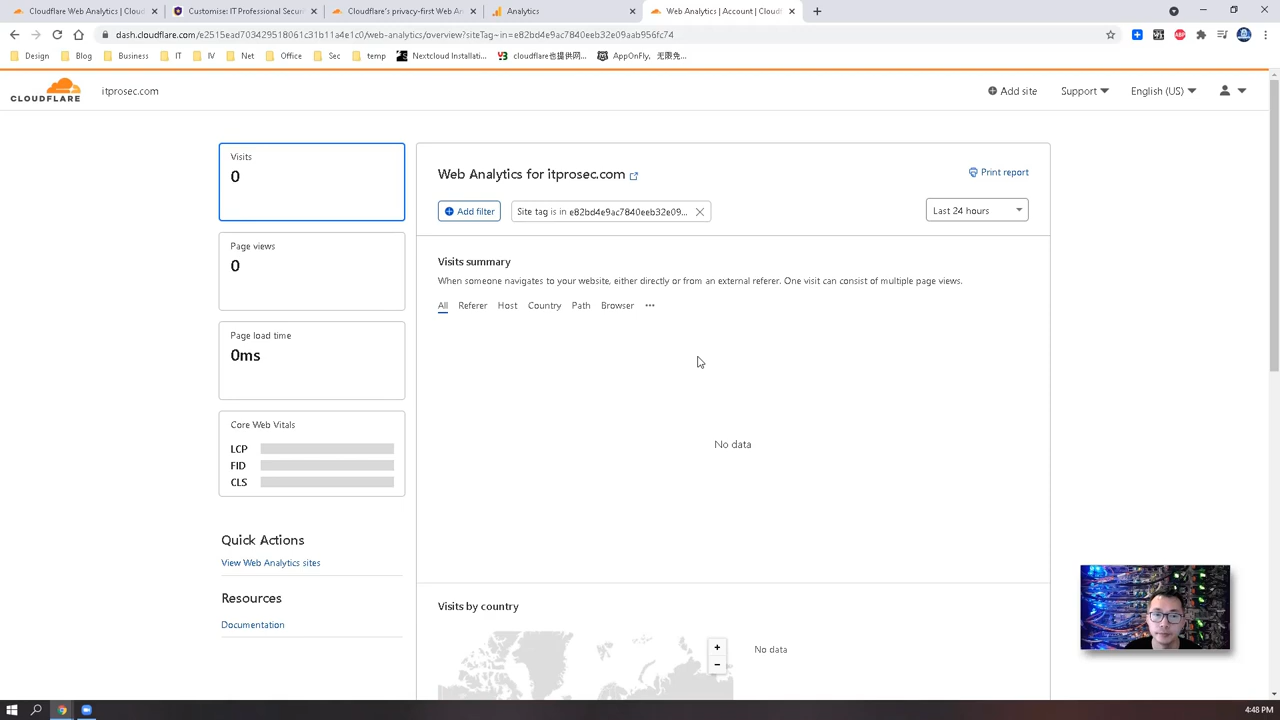 Cloudflare Web Analytics | Cloud
Customise: IT Professional Secur
Cloudflare's privacy-first Web An
Analytics
Web Analytics | Account | Cloudf
dash.cloudflare.com/e2515ead703429518061c31b11a4e1c0/web-analytics/overview?siteTag~in=e82bd4e9ac7840eeb32e09aab956fc74
Design
Blog
Business
IT
IV
Net
Office
Sec
temp
Nextcloud Installati...
cloudflare也提供网...
AppOnFly, 无限免...
CLOUDFLARE
itprosec.com
Add site
Support
English (US)
Visits
0
Page views
0
Page load time
0ms
Core Web Vitals
LCP
FID
CLS
Quick Actions
View Web Analytics sites
Resources
Documentation
Web Analytics for itprosec.com
Print report
Add filter
Site tag is in e82bd4e9ac7840eeb32e09...
Last 24 hours
Visits summary
When someone navigates to your website, either directly or from an external referer. One visit can consist of multiple page views.
All Referer Host Country Path Browser •••
No data
Visits by country
+
−
No data
4:48 PM